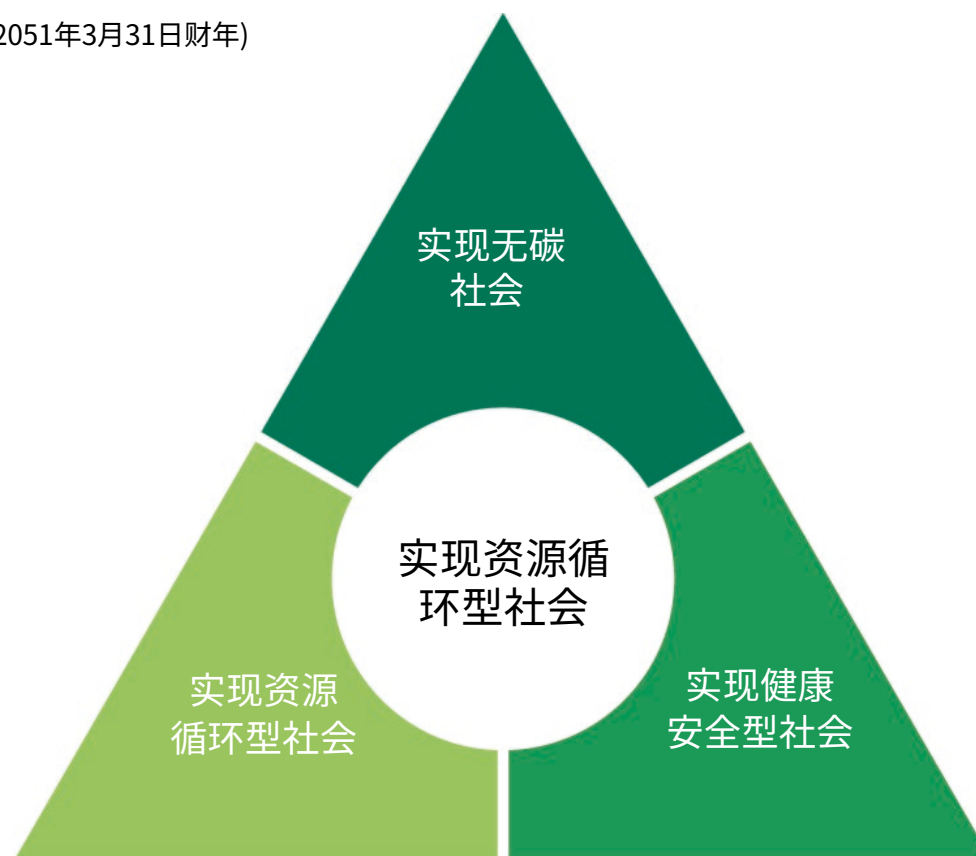 2051年3月31日财年)
实现无碳
社会
实现资源循
环型社会
实现资源
循环型社会
实现健康
安全型社会